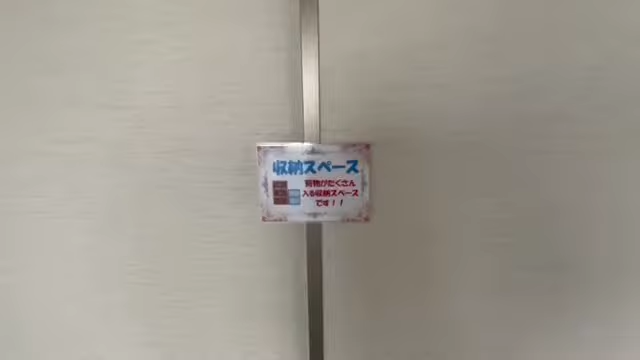 収納スペース
荷物がたくさん
入る収納スペース
です！！